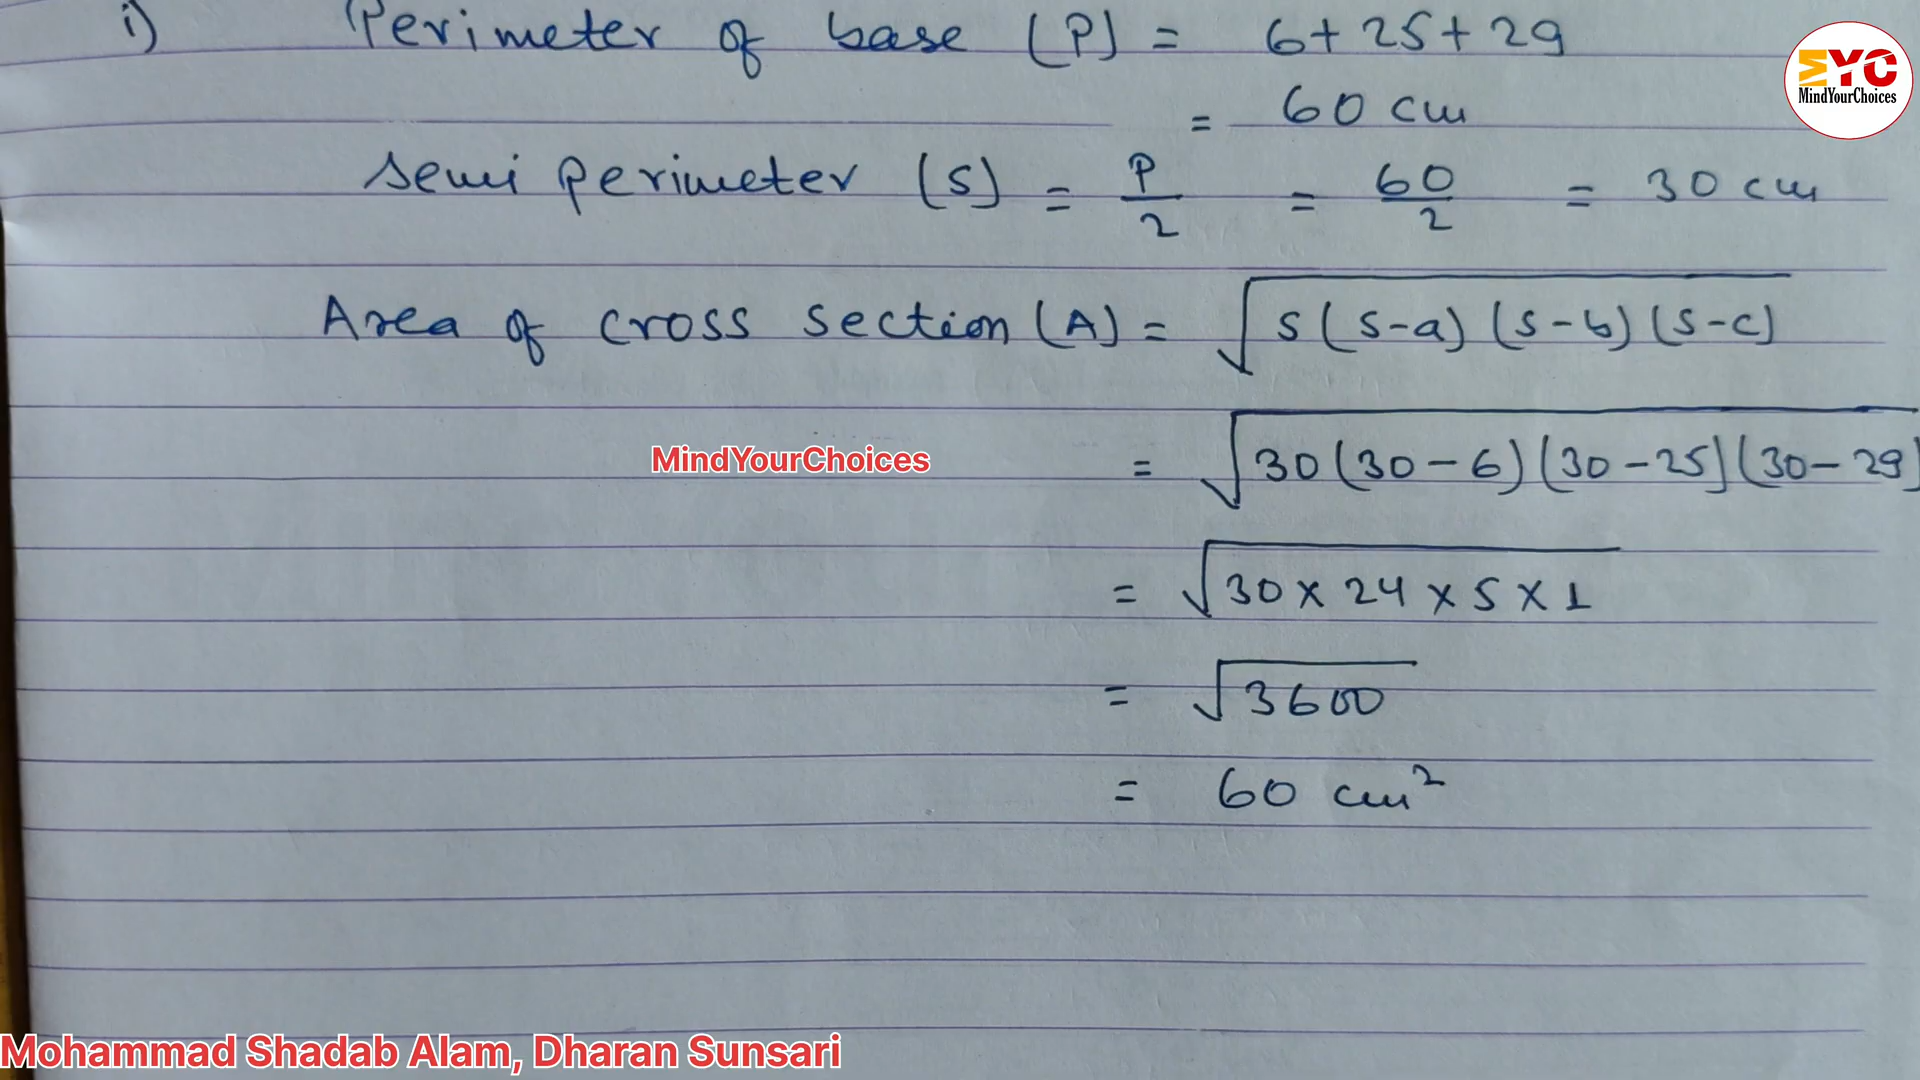 i) Perimeter of base (P) = 6+25+29
= 60 cm
Semi perimeter (S) = P/2 = 60/2 = 30 cm
Area of cross section (A) = √s(s-a)(s-b)(s-c)
= √30(30-6)(30-25)(30-29)
= √30×24×5×1
= √3600
= 60 cm²
MYC
MindYourChoices
MindYourChoices
Mohammad Shadab Alam, Dharan Sunsari